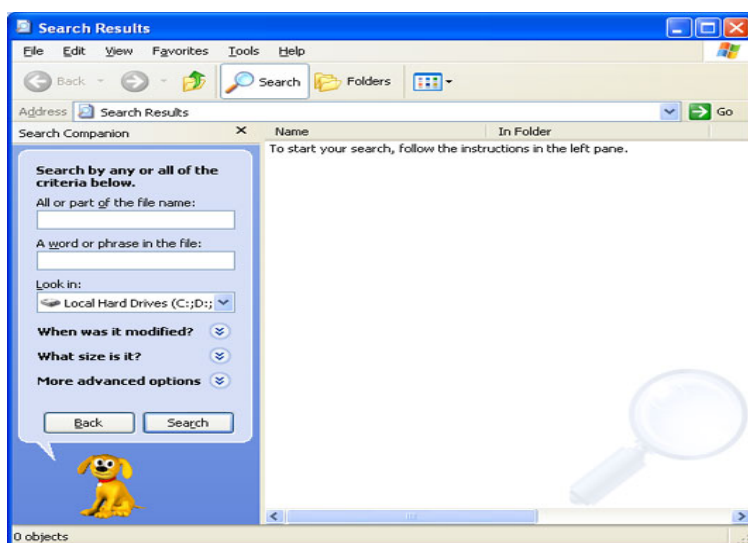 Search Results
File Edit View Favorites Tools Help
Back Search Folders
Address Search Results Go
Search Companion
Name In Folder
To start your search, follow the instructions in the left pane.
Search by any or all of the
criteria below.
All or part of the file name:
A word or phrase in the file:
Look in:
Local Hard Drives (C:;D:;
When was it modified?
What size is it?
More advanced options
Back Search
0 objects